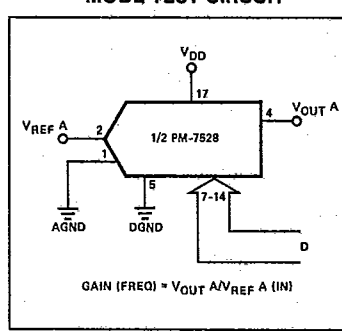 MODE TEST CIRCUIT
VDD
17
4
VOUT A
VREF A
2
1/2 PM-7528
1
5
7-14
AGND
DGND
D
GAIN (FREQ) = VOUT A/VREF A (IN)